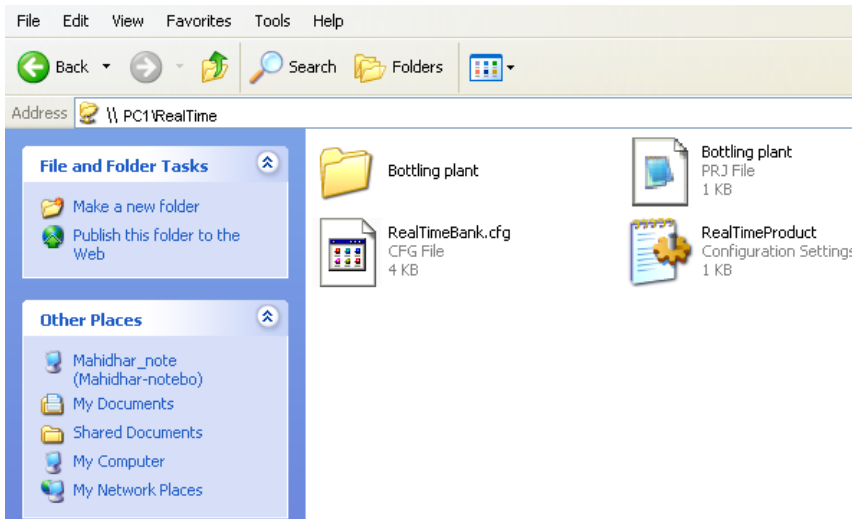 File Edit View Favorites Tools Help
Back Search Folders
Address \\ PC1\RealTime
File and Folder Tasks
Make a new folder
Publish this folder to the
Web
Other Places
Mahidhar_note
(Mahidhar-notebo)
My Documents
Shared Documents
My Computer
My Network Places
Bottling plant
Bottling plant
PRJ File
1 KB
RealTimeBank.cfg
CFG File
4 KB
RealTimeProduct
Configuration Settings
1 KB